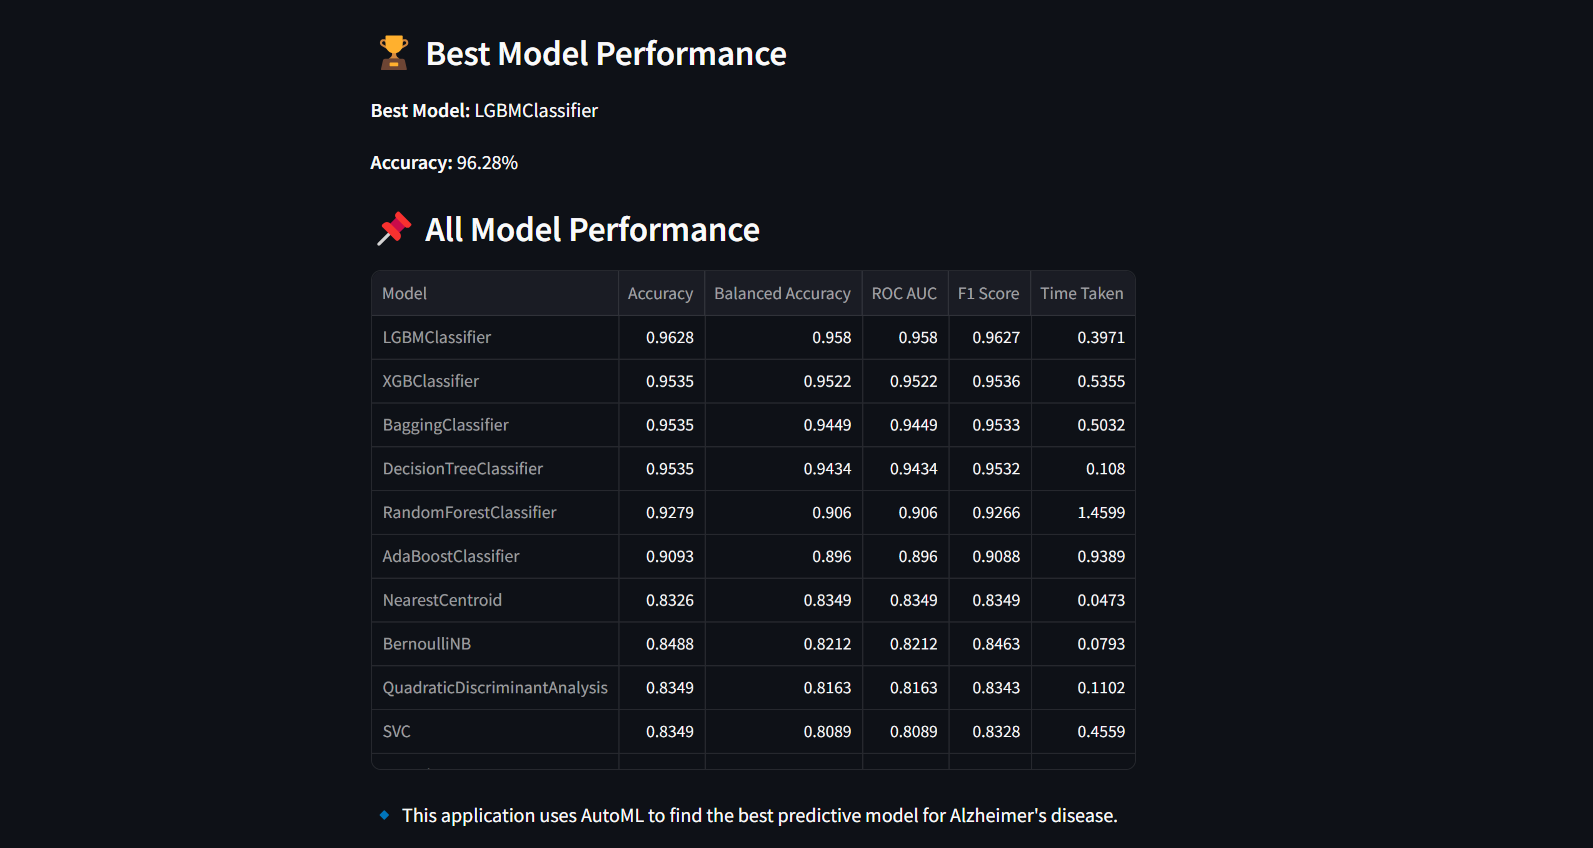 🏆 Best Model Performance
Best Model: LGBMClassifier
Accuracy: 96.28%
📌 All Model Performance
Model Accuracy Balanced Accuracy ROC AUC F1 Score Time Taken
LGBMClassifier 0.9628 0.958 0.958 0.9627 0.3971
XGBClassifier 0.9535 0.9522 0.9522 0.9536 0.5355
BaggingClassifier 0.9535 0.9449 0.9449 0.9533 0.5032
DecisionTreeClassifier 0.9535 0.9434 0.9434 0.9532 0.108
RandomForestClassifier 0.9279 0.906 0.906 0.9266 1.4599
AdaBoostClassifier 0.9093 0.896 0.896 0.9088 0.9389
NearestCentroid 0.8326 0.8349 0.8349 0.8349 0.0473
BernoulliNB 0.8488 0.8212 0.8212 0.8463 0.0793
QuadraticDiscriminantAnalysis 0.8349 0.8163 0.8163 0.8343 0.1102
SVC 0.8349 0.8089 0.8089 0.8328 0.4559
🔹 This application uses AutoML to find the best predictive model for Alzheimer's disease.